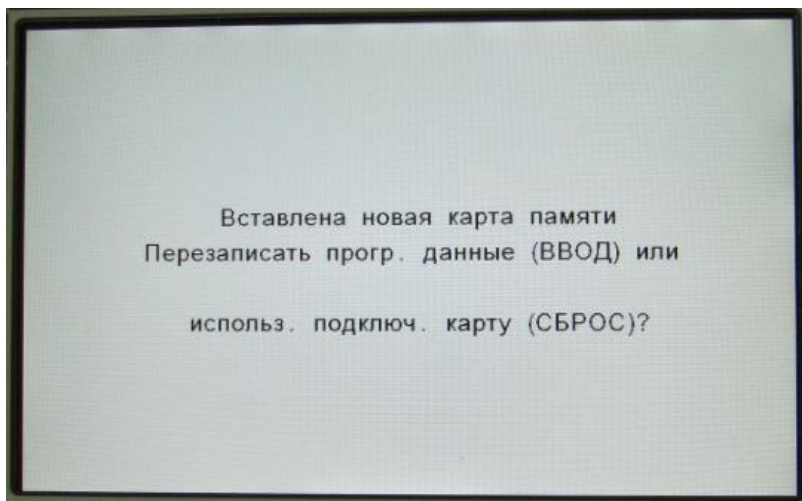 Вставлена новая карта памяти
Перезаписать прогр. данные (ВВОД) или
использ. подключ. карту (СБРОС)?